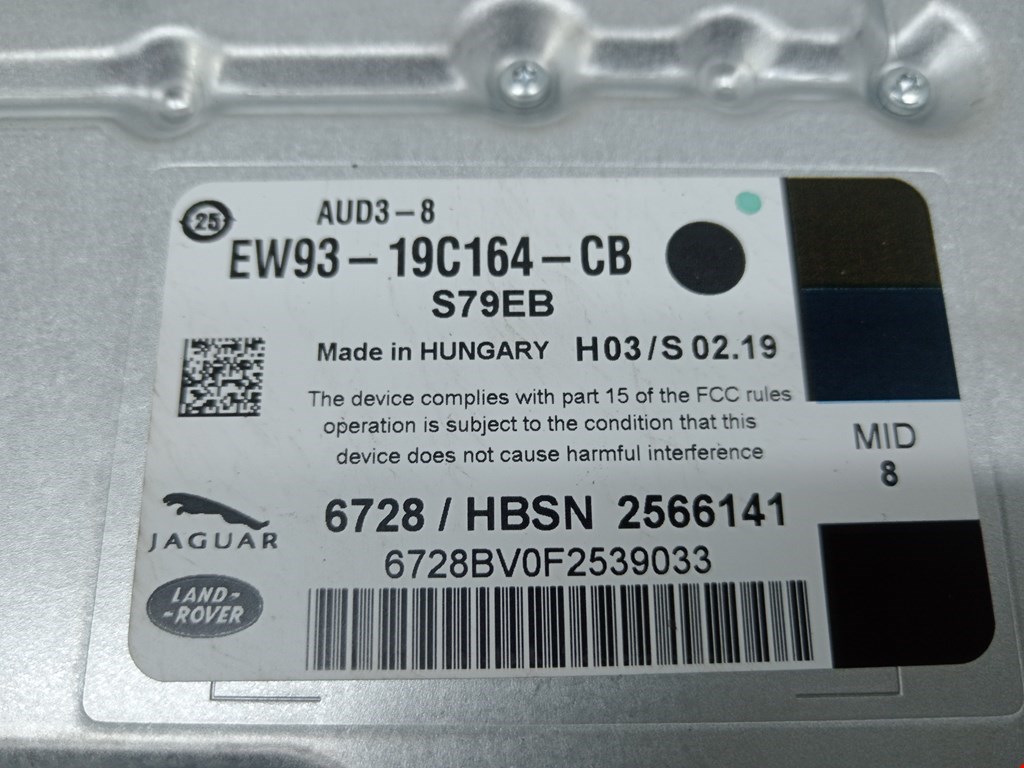 25
AUD3-8
EW93-19C164-CB
S79EB
Made in HUNGARY H03/S 02.19
The device complies with part 15 of the FCC rules
operation is subject to the condition that this
device does not cause harmful interference
MID
8
6728 / HBSN 2566141
6728BV0F2539033
JAGUAR
LAND-
-ROVER